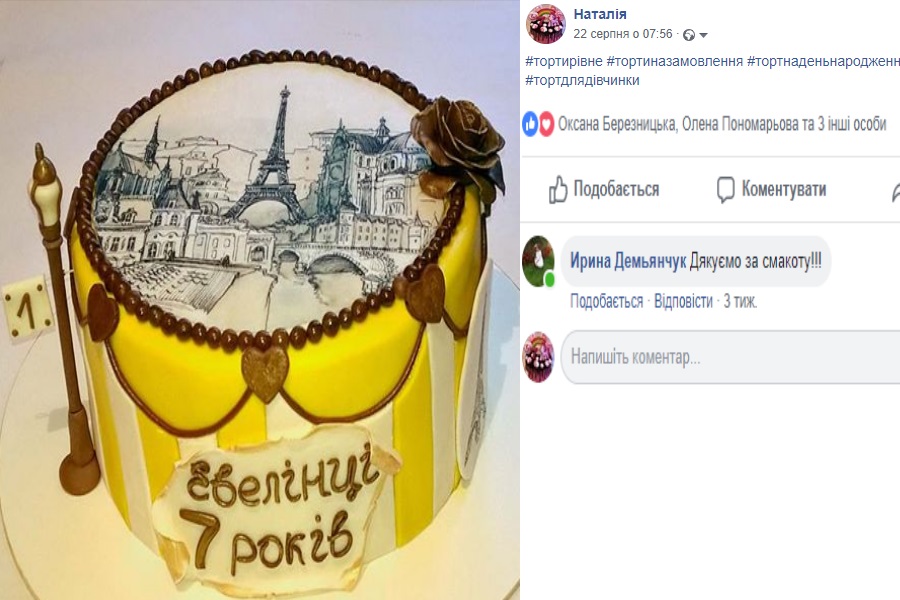 1
Евелінці
7 років
Наталія
22 серпня о 07:56 ·
#тортирівне #тортиназамовлення #тортнаденьнароджен
#тортдлядівчинки
Оксана Березницька, Олена Пономарьова та 3 інші особи
Подобається Коментувати
Ирина Демьянчук Дякуємо за смакоту!!!
Подобається · Відповісти · 3 тиж.
Напишіть коментар...